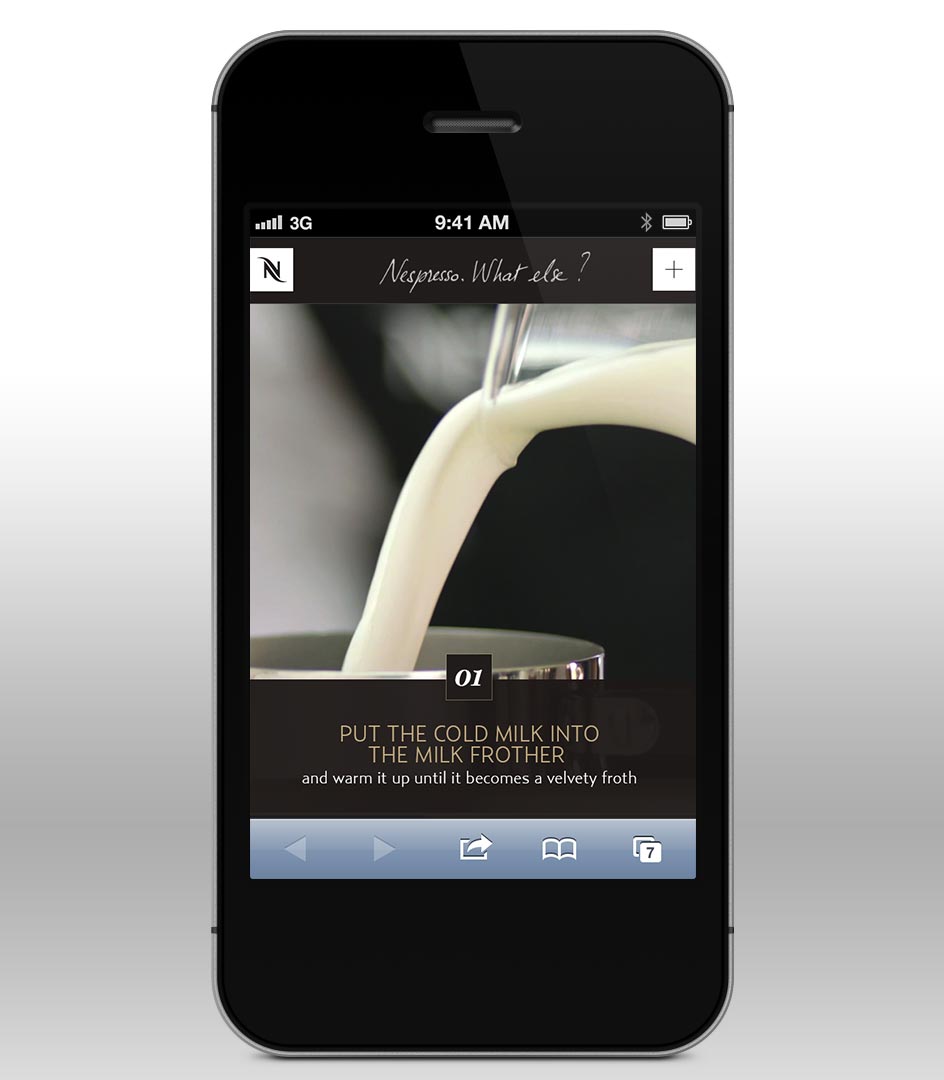 3G 9:41 AM
N Nespresso. What else ? +
01
PUT THE COLD MILK INTO
THE MILK FROTHER
and warm it up until it becomes a velvety froth
7